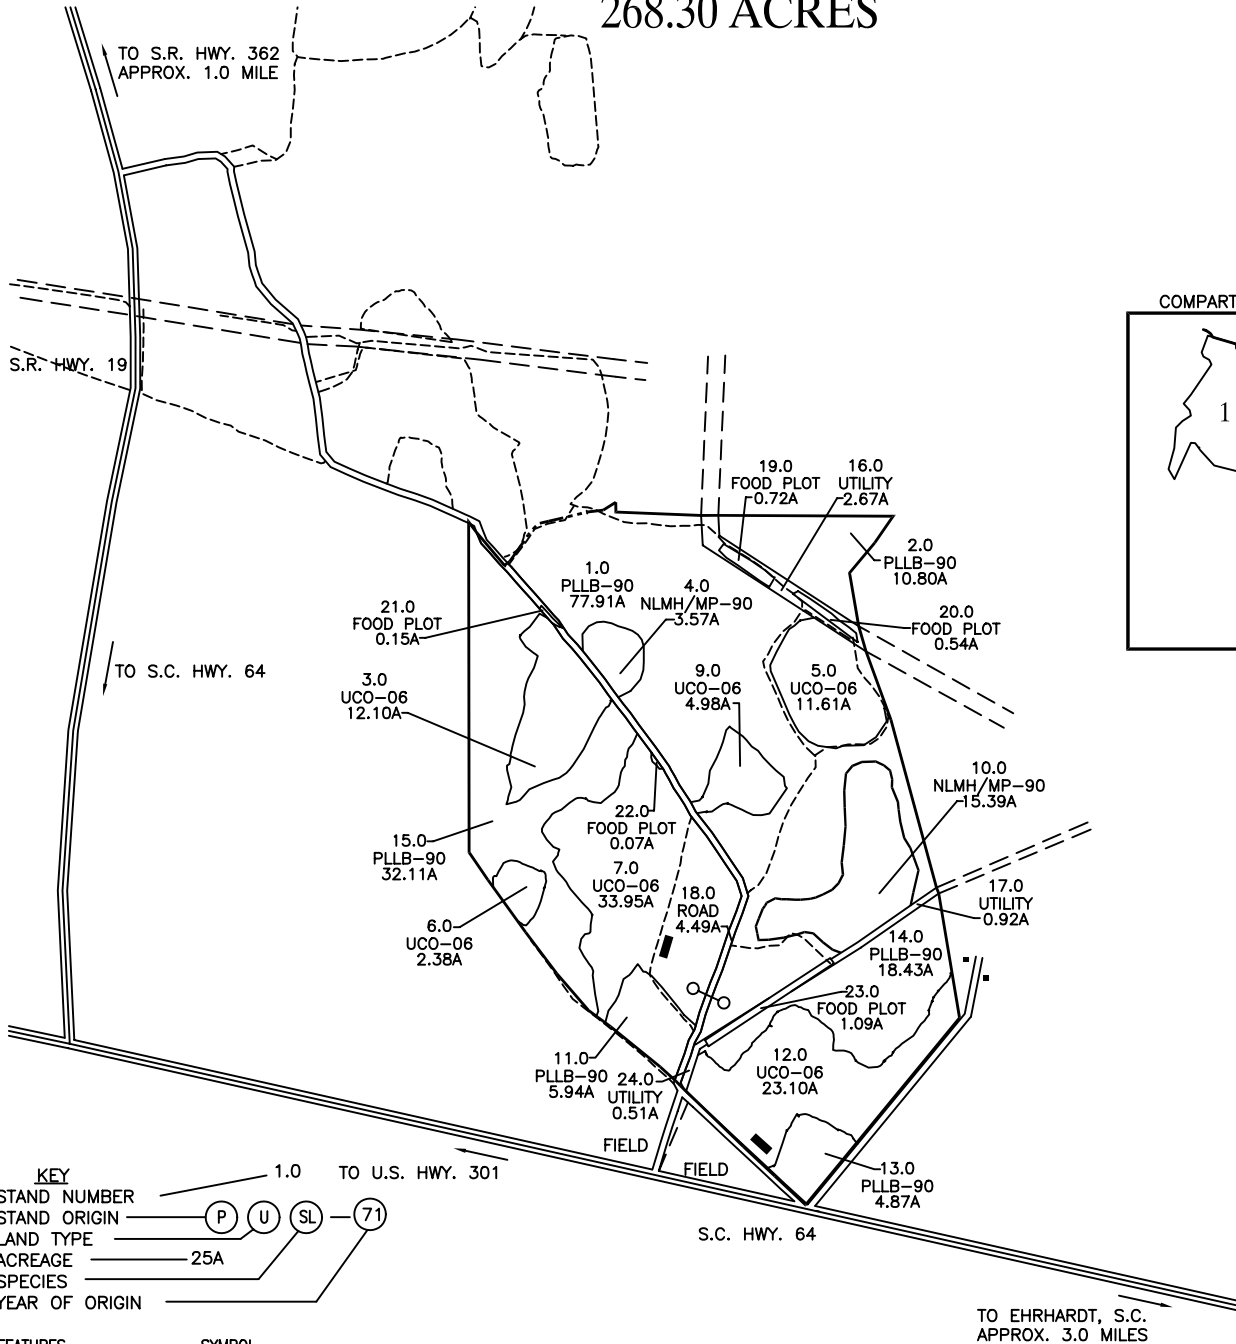 268.30 ACRES
TO S.R. HWY. 362
APPROX. 1.0 MILE
COMPART
1
S.R. HWY. 19
19.0
FOOD PLOT
0.72A
16.0
UTILITY
2.67A
2.0
PLLB-90
10.80A
1.0
PLLB-90
77.91A
4.0
NLMH/MP-90
3.57A
21.0
FOOD PLOT
0.15A
20.0
FOOD PLOT
0.54A
TO S.C. HWY. 64
3.0
UCO-06
12.10A
9.0
UCO-06
4.98A
5.0
UCO-06
11.61A
10.0
NLMH/MP-90
15.39A
22.0
FOOD PLOT
0.07A
15.0
PLLB-90
32.11A
7.0
UCO-06
33.95A
18.0
ROAD
4.49A
17.0
UTILITY
0.92A
6.0
UCO-06
2.38A
14.0
PLLB-90
18.43A
23.0
FOOD PLOT
1.09A
11.0
PLLB-90
5.94A
24.0
UTILITY
0.51A
12.0
UCO-06
23.10A
FIELD
FIELD
13.0
PLLB-90
4.87A
TO U.S. HWY. 301
S.C. HWY. 64
KEY
STAND NUMBER 1.0
STAND ORIGIN P U SL - 71
LAND TYPE
ACREAGE 25A
SPECIES
YEAR OF ORIGIN
FEATURES SYMBOL
TO EHRHARDT, S.C.
APPROX. 3.0 MILES